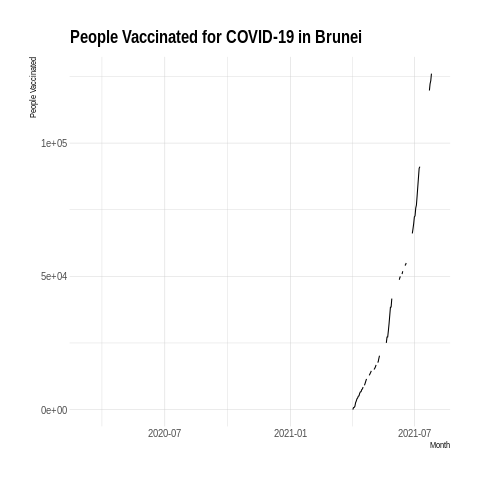 People Vaccinated for COVID-19 in Brunei
People Vaccinated
1e+05
5e+04
0e+00
2020-07
2021-01
2021-07
Month